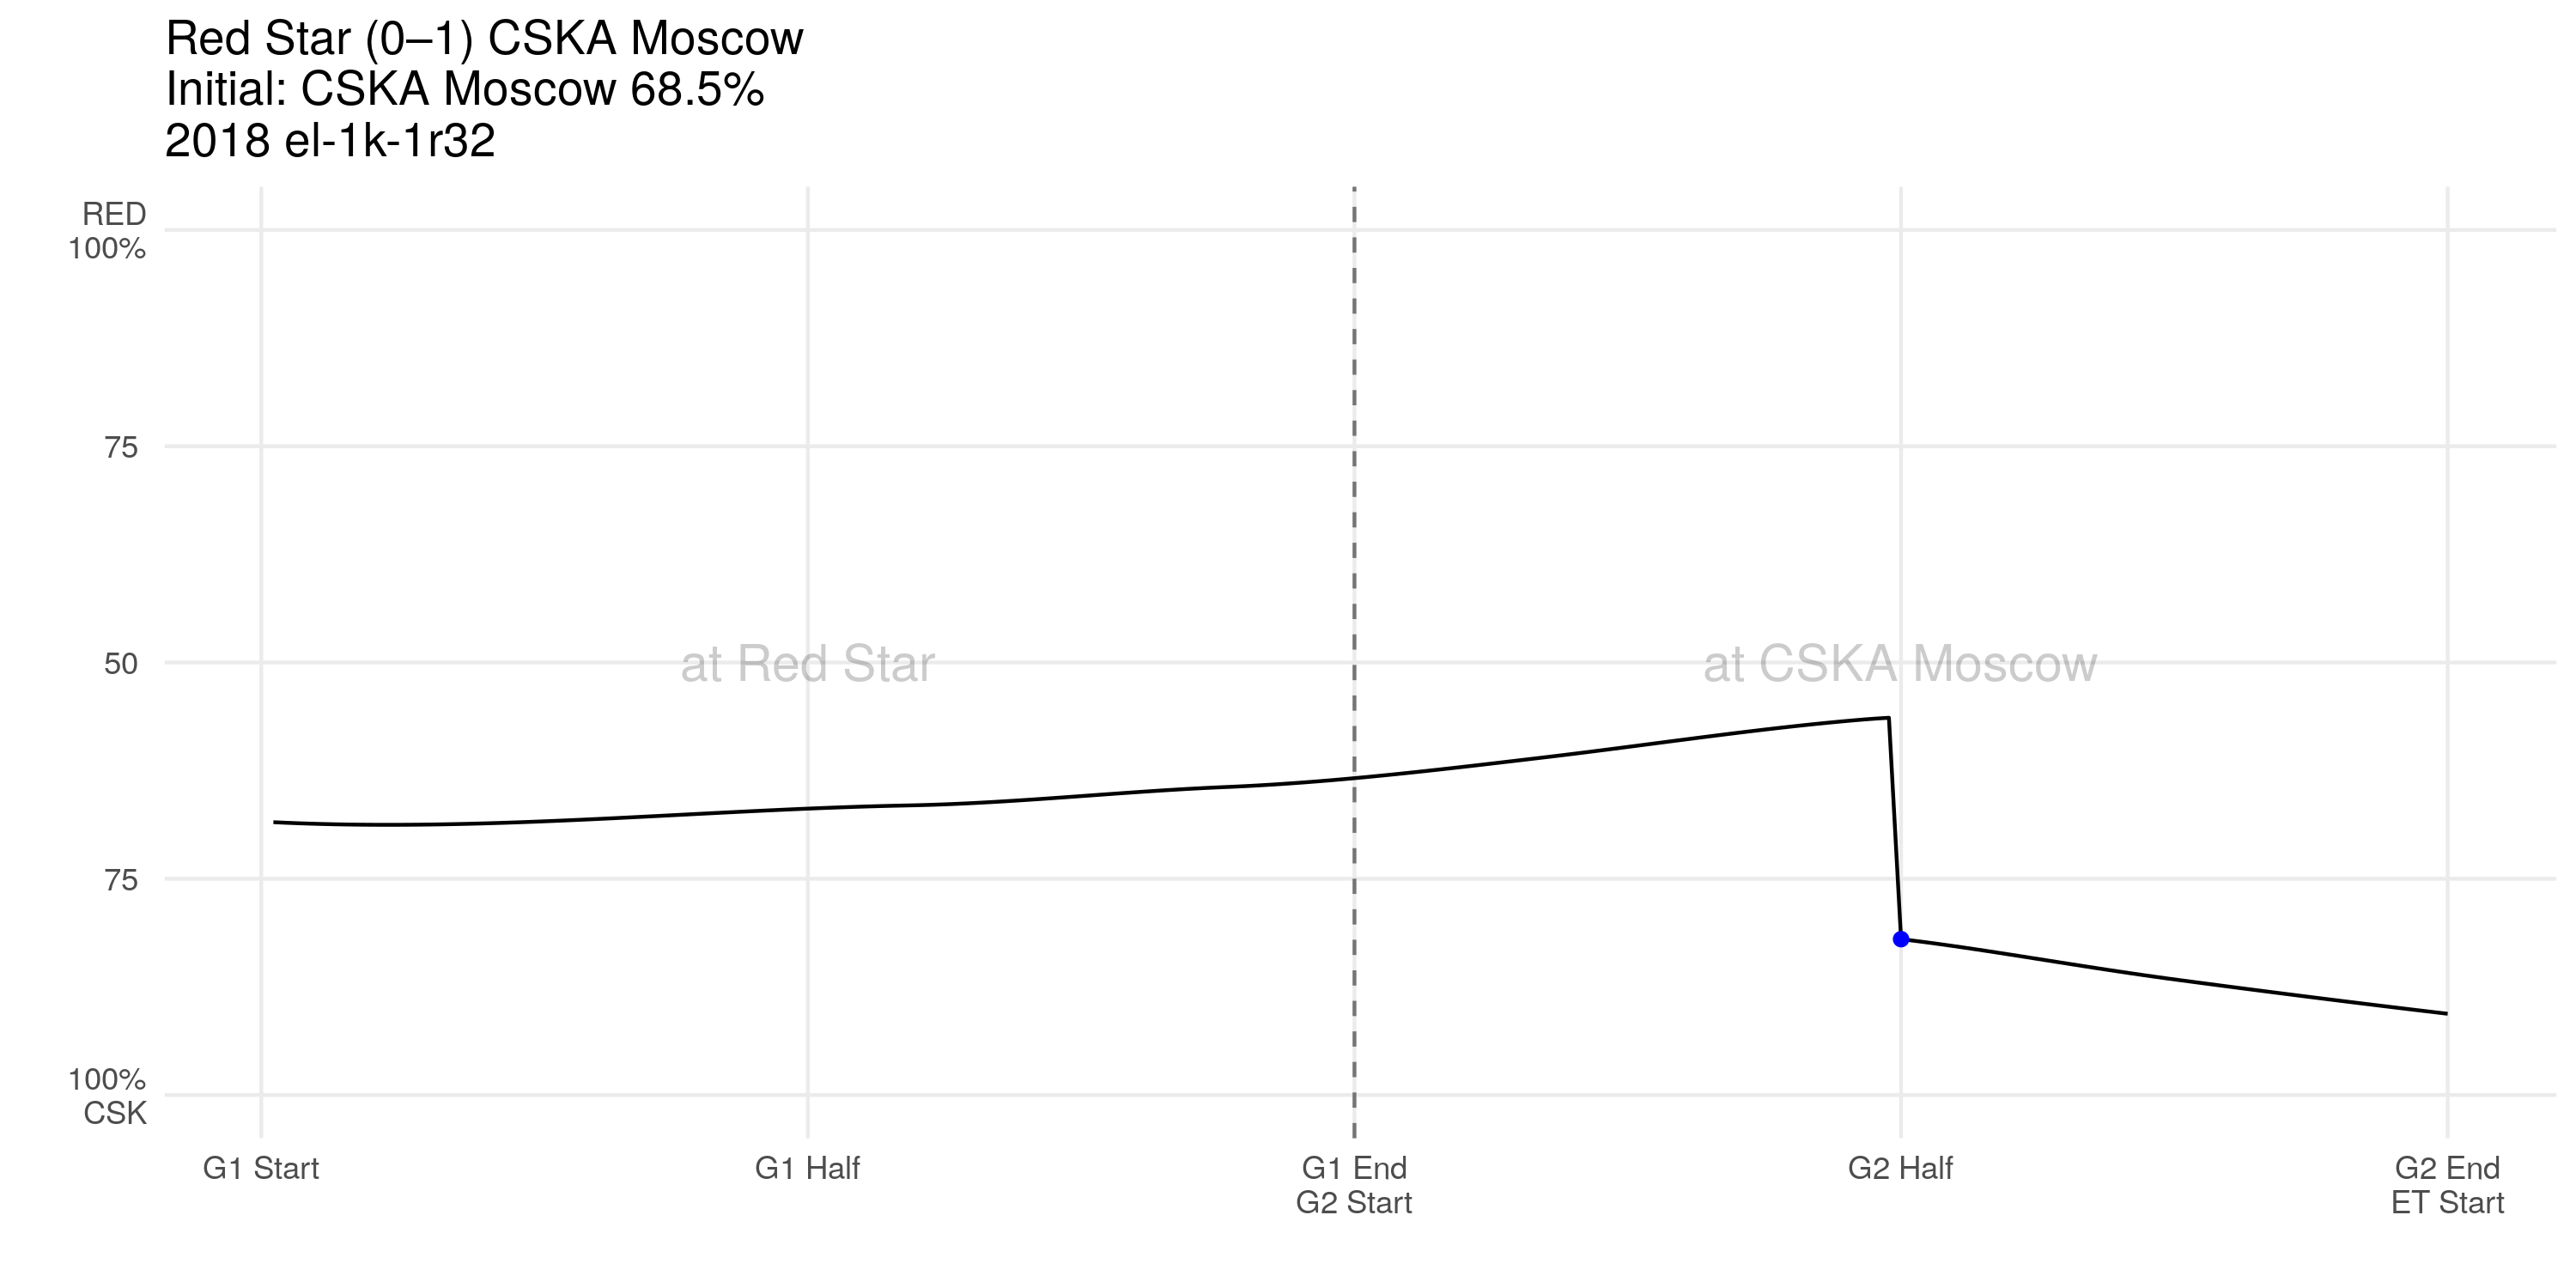 Red Star (0–1) CSKA Moscow
Initial: CSKA Moscow 68.5%
2018 el-1k-1r32
RED
100%
75
50
75
100%
CSK
at Red Star
at CSKA Moscow
G1 Start
G1 Half
G1 End
G2 Start
G2 Half
G2 End
ET Start